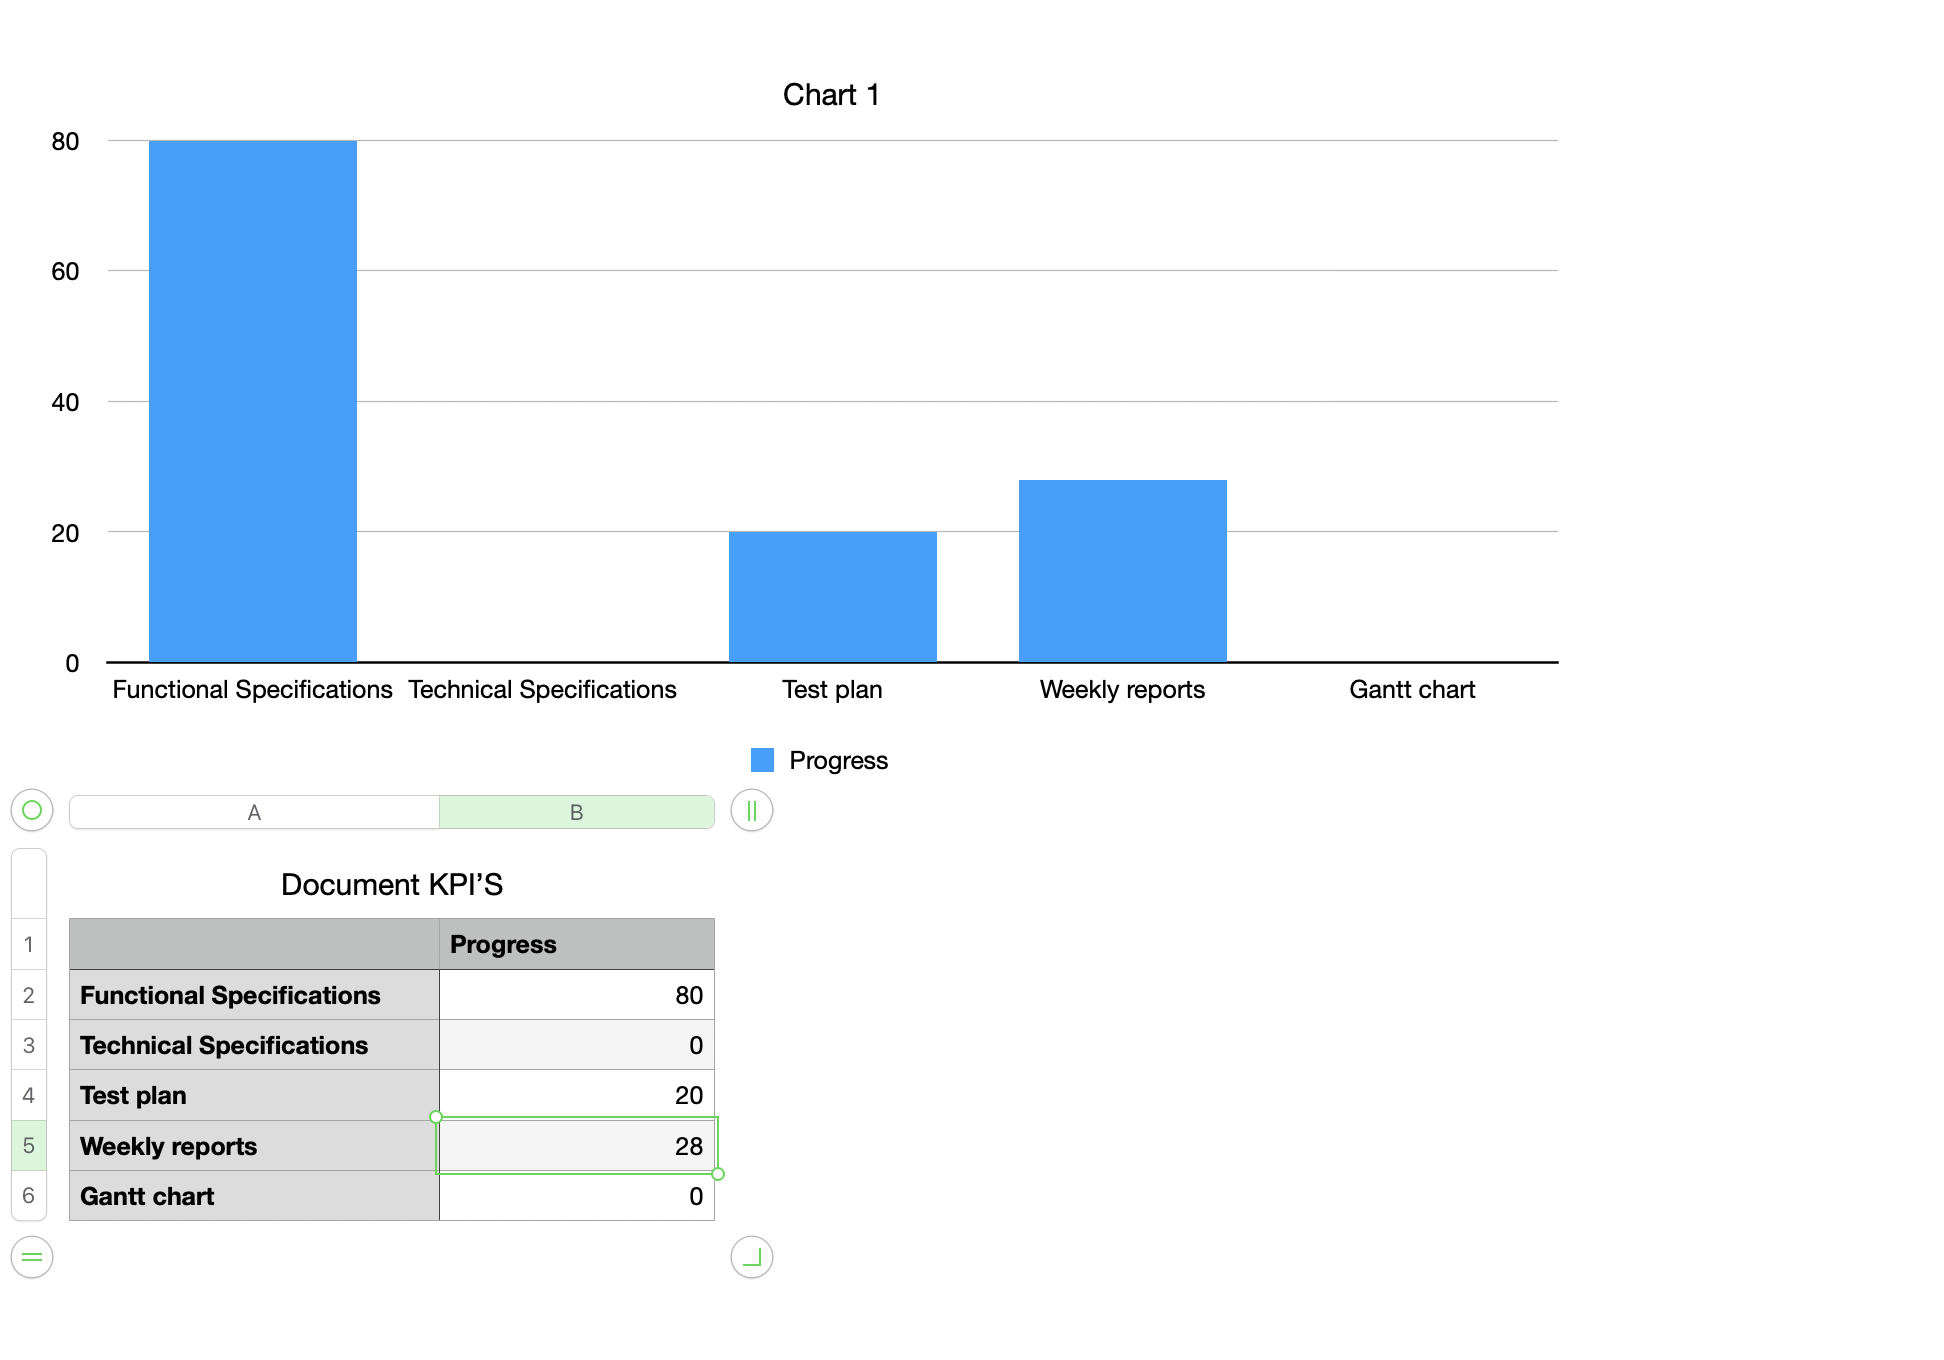 Chart 1
80
60
40
20
0
Functional Specifications Technical Specifications Test plan Weekly reports Gantt chart
Progress
A B
Document KPI’S
1 Progress
2 Functional Specifications 80
3 Technical Specifications 0
4 Test plan 20
5 Weekly reports 28
6 Gantt chart 0